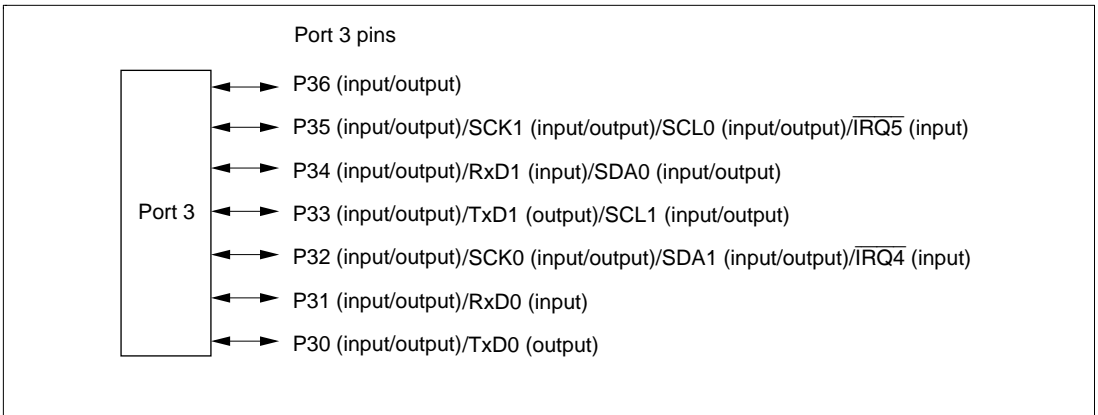 Port 3 pins
P36 (input/output)
P35 (input/output)/SCK1 (input/output)/SCL0 (input/output)/I̅R̅Q̅5̅ (input)
P34 (input/output)/RxD1 (input)/SDA0 (input/output)
Port 3
P33 (input/output)/TxD1 (output)/SCL1 (input/output)
P32 (input/output)/SCK0 (input/output)/SDA1 (input/output)/I̅R̅Q̅4̅ (input)
P31 (input/output)/RxD0 (input)
P30 (input/output)/TxD0 (output)